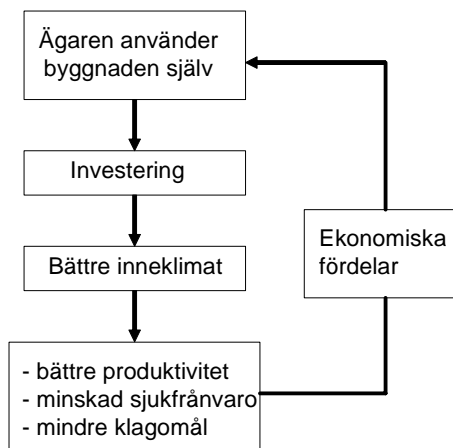 Ägaren använder
byggnaden själv
Investering
Bättre inneklimat
Ekonomiska
fördelar
- bättre produktivitet
- minskad sjukfrånvaro
- mindre klagomål